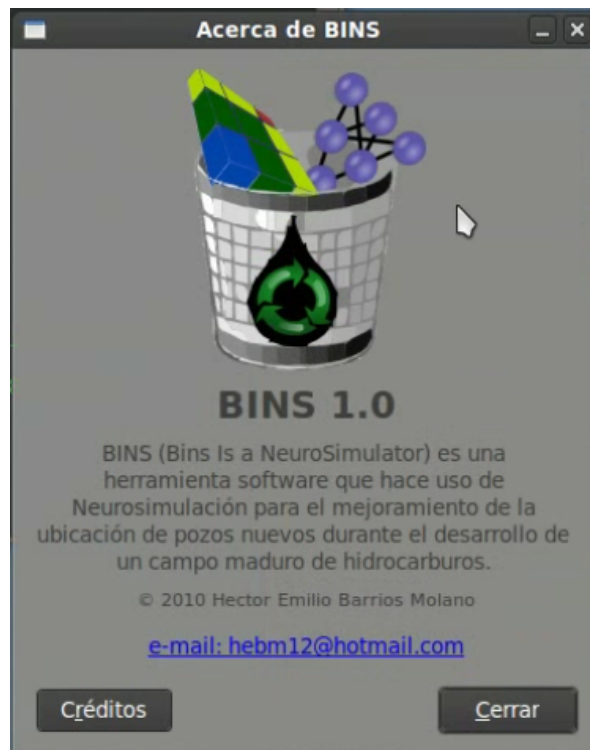 Acerca de BINS
BINS 1.0
BINS (Bins Is a NeuroSimulator) es una
herramienta software que hace uso de
Neurosimulación para el mejoramiento de la
ubicación de pozos nuevos durante el desarrollo de
un campo maduro de hidrocarburos.
© 2010 Hector Emilio Barrios Molano
e-mail: hebm12@hotmail.com
Créditos
Cerrar